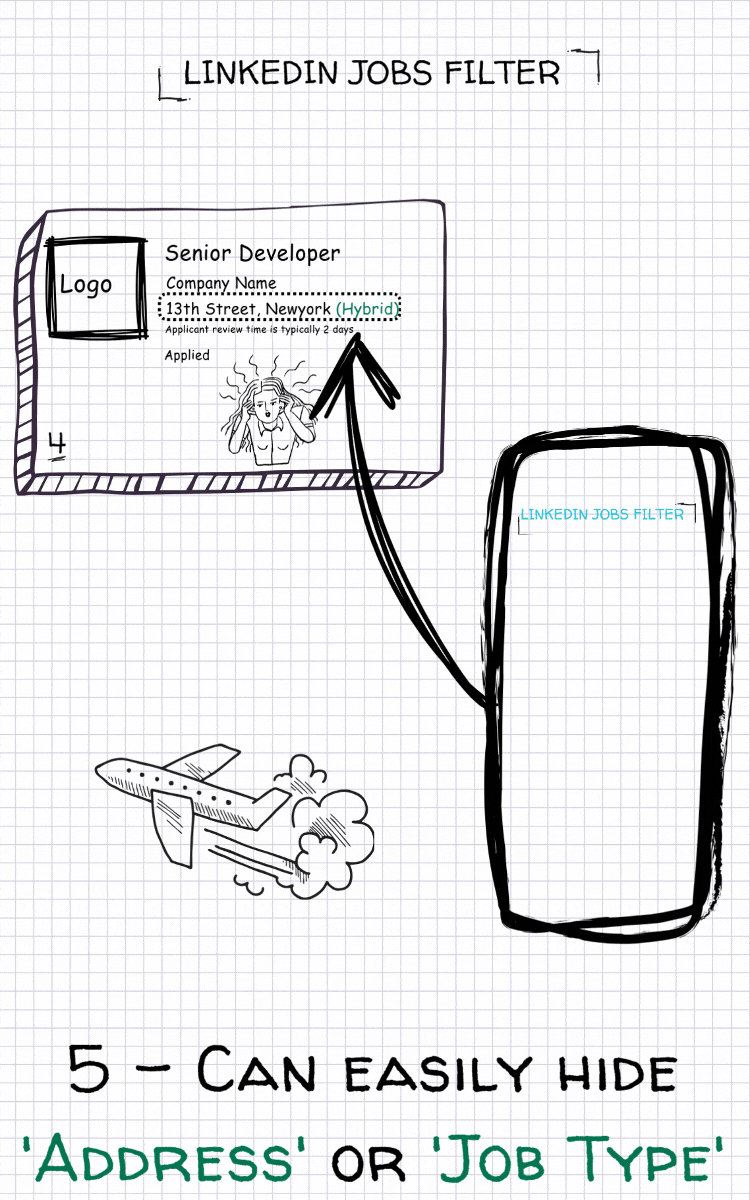 LINKEDIN JOBS FILTER
Logo
Senior Developer
Company Name
13th Street, Newyork (Hybrid)
Applicant review time is typically 2 days
Applied
4
LINKEDIN JOBS FILTER
5 – CAN EASILY HIDE
'ADDRESS' OR 'JOB TYPE'